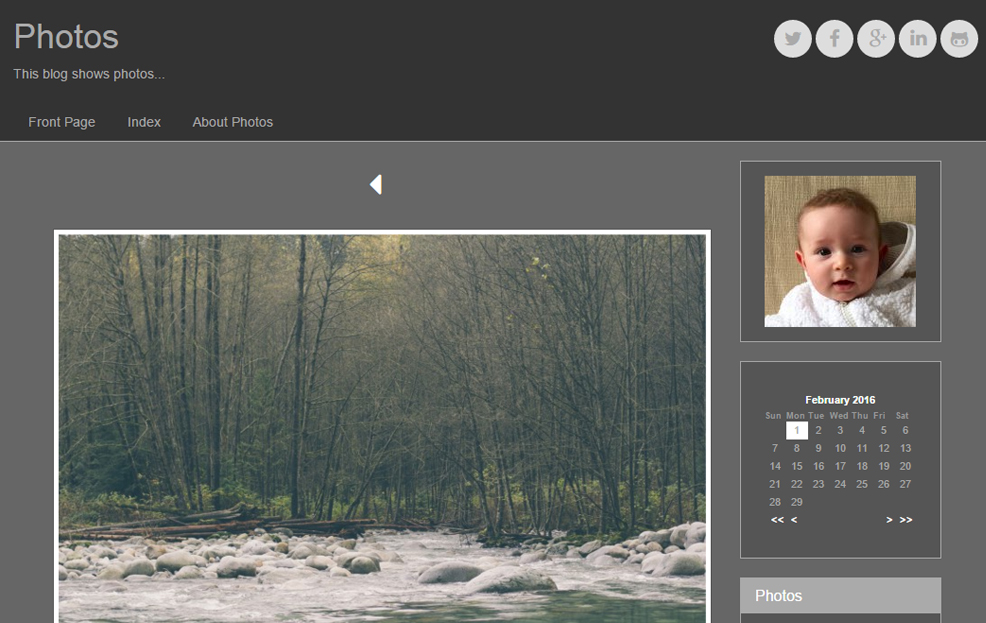 Photos
This blog shows photos...
Front Page Index About Photos
February 2016
Sun Mon Tue Wed Thu Fri Sat
1 2 3 4 5 6
7 8 9 10 11 12 13
14 15 16 17 18 19 20
21 22 23 24 25 26 27
28 29
<< < > >>
Photos